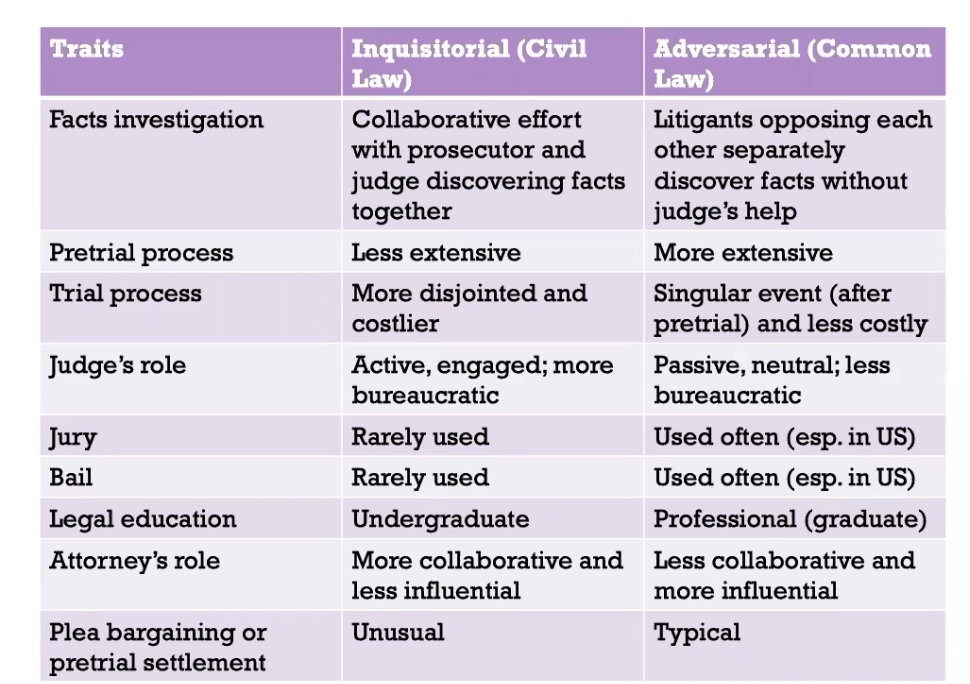 Traits
Inquisitorial (Civil
Law)
Adversarial (Common
Law)
Facts investigation
Collaborative effort
with prosecutor and
judge discovering facts
together
Litigants opposing each
other separately
discover facts without
judge's help
Pretrial process
Less extensive
More extensive
Trial process
More disjointed and
costlier
Singular event (after
pretrial) and less costly
Judge's role
Active, engaged; more
bureaucratic
Passive, neutral; less
bureaucratic
Jury
Rarely used
Used often (esp. in US)
Bail
Rarely used
Used often (esp. in US)
Legal education
Undergraduate
Professional (graduate)
Attorney's role
More collaborative and
less influential
Less collaborative and
more influential
Plea bargaining or
pretrial settlement
Unusual
Typical